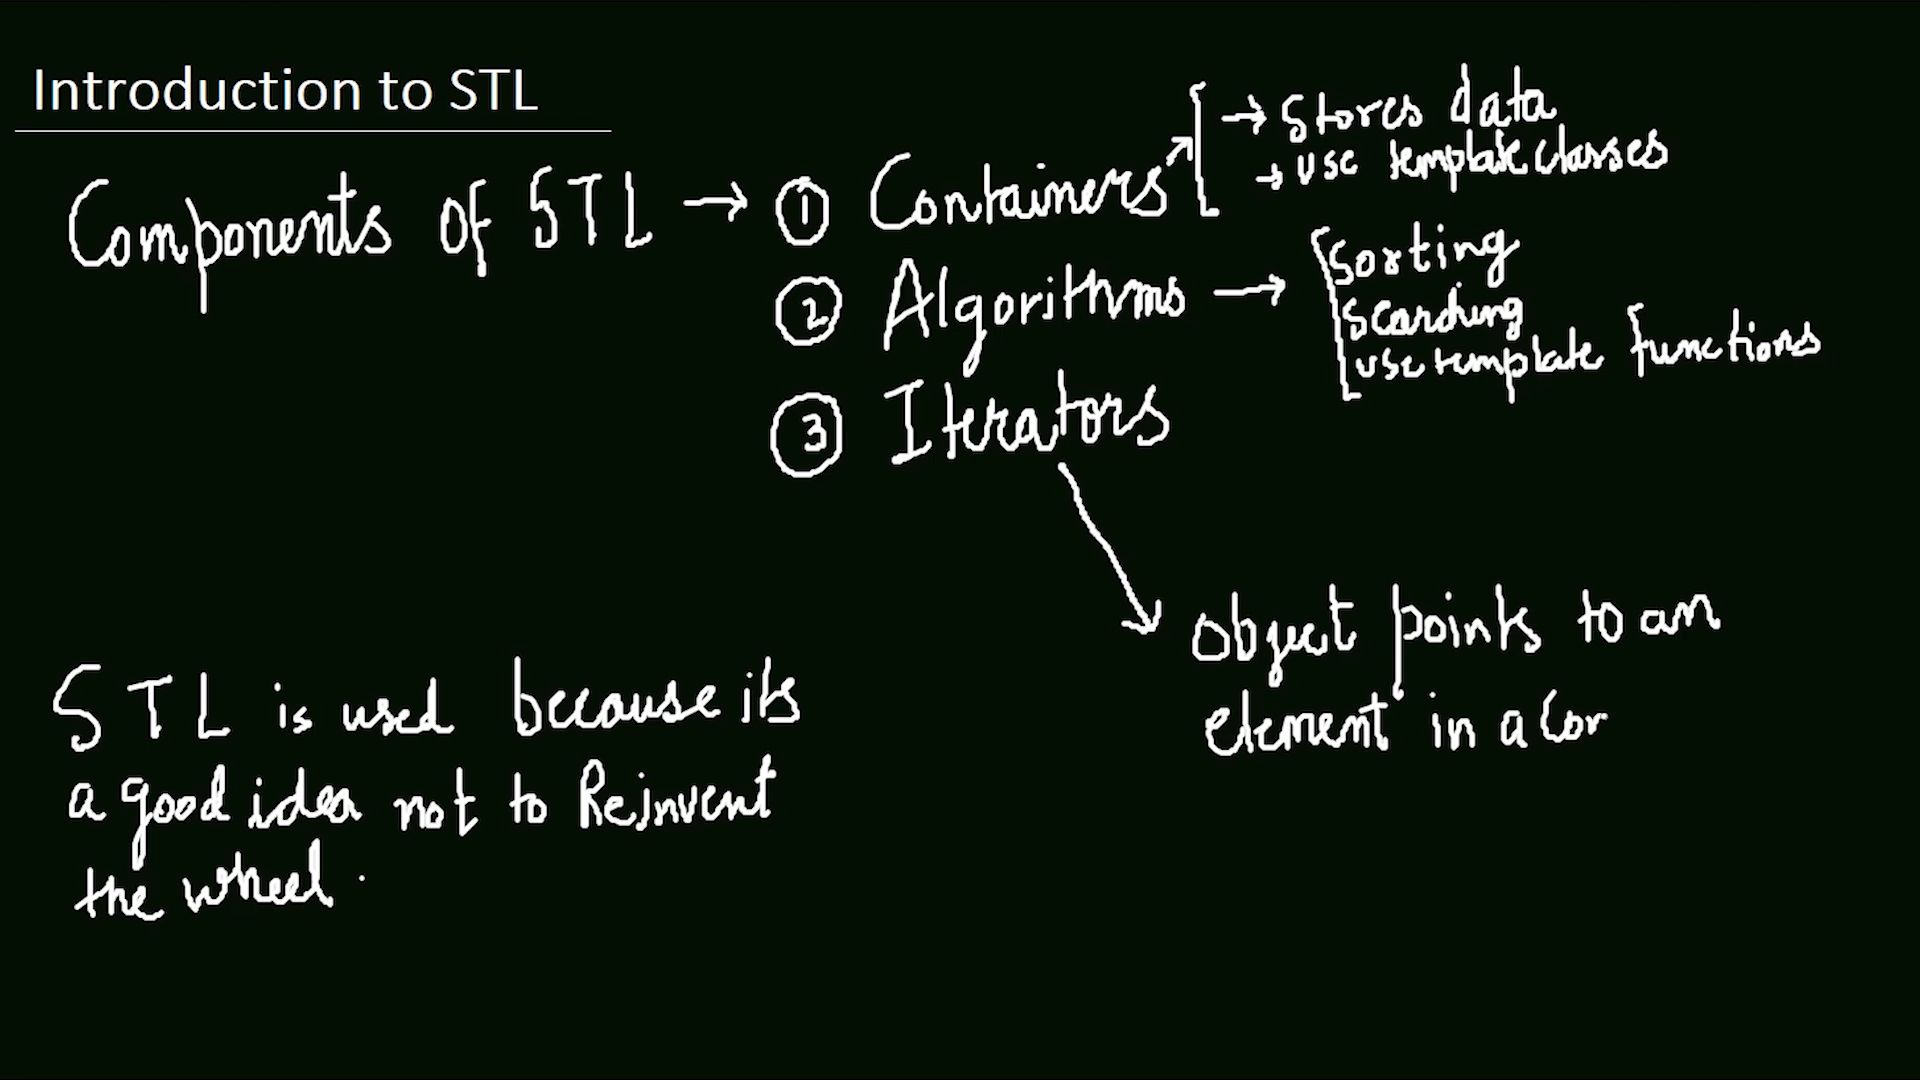 Introduction to STL
Components of STL → ① Containers
→ Stores data
→ use template classes
② Algorithms →
Sorting
Searching
use template functions
③ Iterators
Object points to an
element in a Con
STL is used because its
a good idea not to Reinvent
the wheel .